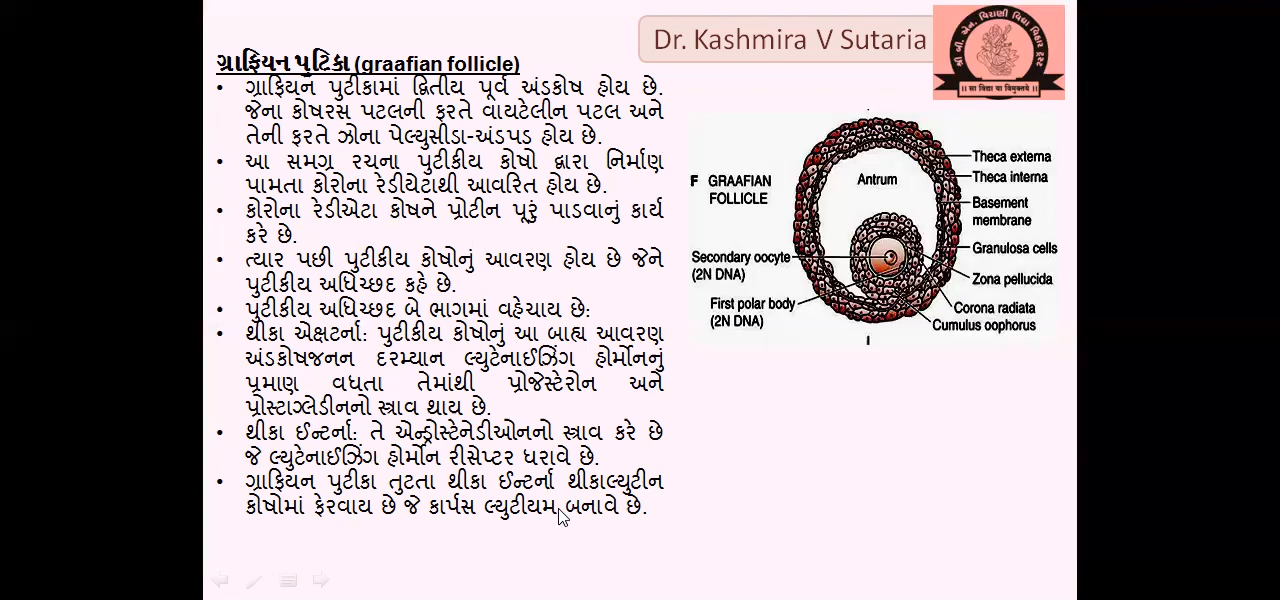 Dr. Kashmira V Sutaria
શ્રી બી. એન. વિરાણી વિદ્યા વિહાર ટ્રસ્ટ
|| સા વિદ્યા યા વિમુક્તયે ||
ગ્રાફિયન પુટિકા (graafian follicle)
• ગ્રાફિયન પુટીકામાં દ્વિતીય પૂર્વ અંડકોષ હોય છે.
જેના કોષરસ પટલની ફરતે વાયટેલીન પટલ અને
તેની ફરતે ઝોના પેલ્યુસીડા-અંડપડ હોય છે.
• આ સમગ્ર રચના પુટીકીય કોષો દ્વારા નિર્માણ
પામતા કોરોના રેડીયેટાથી આવરિત હોય છે.
• કોરોના રેડીએટા કોષને પ્રોટીન પૂરું પાડવાનું કાર્ય
કરે છે.
• ત્યાર પછી પુટીકીય કોષોનું આવરણ હોય છે જેને
પુટીકીય અધિચ્છદ કહે છે.
• પુટીકીય અધિચ્છદ બે ભાગમાં વહેચાય છે:
• થીકા એક્ષટર્ના: પુટીકીય કોષોનું આ બાહ્ય આવરણ
અંડકોષજનન દરમ્યાન લ્યુટેનાઈઝિંગ હોર્મોનનું
પ્રમાણ વધતા તેમાંથી પ્રોજેસ્ટેરોન અને
પ્રોસ્ટાગ્લેડીનનો સ્ત્રાવ થાય છે.
• થીકા ઈન્ટર્ના: તે એન્ડ્રોસ્ટેનેડીઓનનો સ્ત્રાવ કરે છે
જે લ્યુટેનાઈઝિંગ હોર્મોન રીસેપ્ટર ધરાવે છે.
• ગ્રાફિયન પુટીકા તુટતા થીકા ઈન્ટર્ના થીકાલ્યુટીન
કોષોમાં ફેરવાય છે જે કાર્પસ લ્યુટીયમ બનાવે છે.
F GRAAFIAN
FOLLICLE
Antrum
Theca externa
Theca interna
Basement
membrane
Granulosa cells
Zona pellucida
Corona radiata
Cumulus oophorus
Secondary oocyte
(2N DNA)
First polar body
(2N DNA)